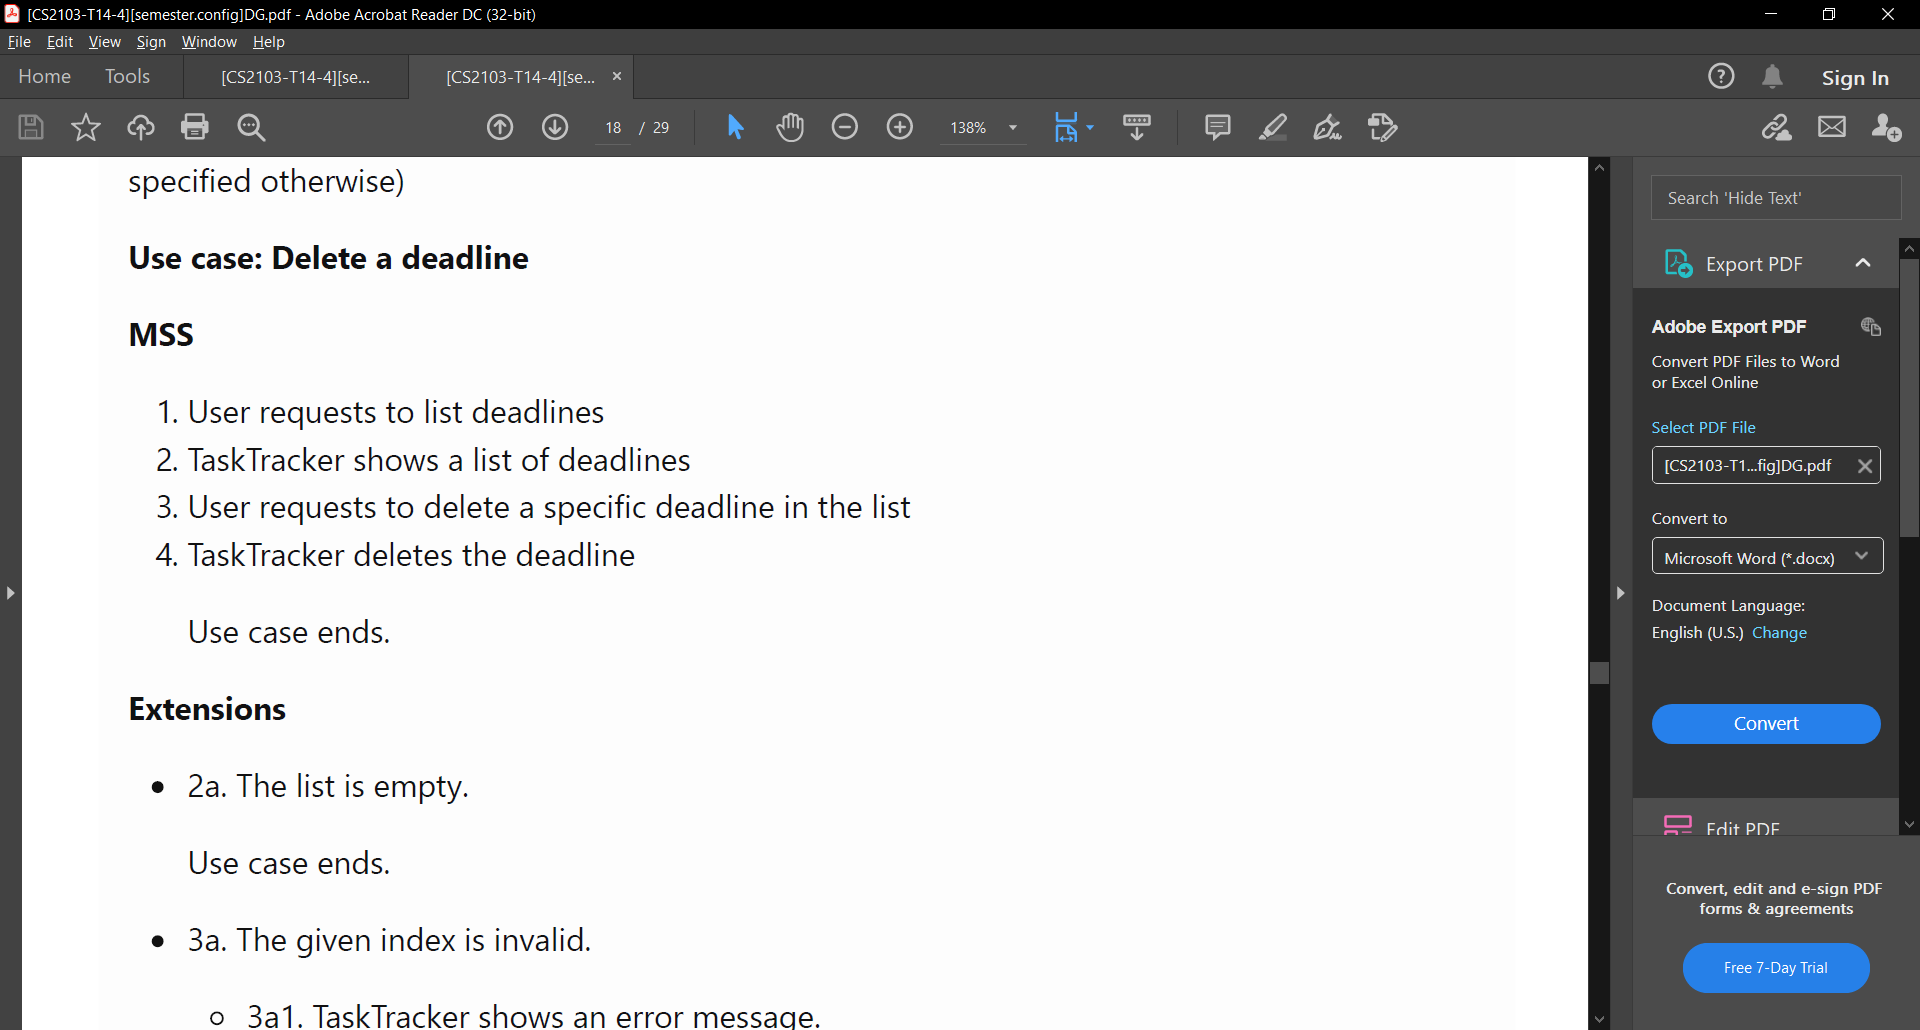 [CS2103-T14-4][semester.config]DG.pdf - Adobe Acrobat Reader DC (32-bit)
File Edit View Sign Window Help
Home Tools [CS2103-T14-4][se... [CS2103-T14-4][se... × Sign In
18 / 29 138%
specified otherwise)
Use case: Delete a deadline
MSS
1. User requests to list deadlines
2. TaskTracker shows a list of deadlines
3. User requests to delete a specific deadline in the list
4. TaskTracker deletes the deadline
Use case ends.
Extensions
• 2a. The list is empty.
Use case ends.
• 3a. The given index is invalid.
○ 3a1. TaskTracker shows an error message.
Search 'Hide Text'
Export PDF
Adobe Export PDF
Convert PDF Files to Word
or Excel Online
Select PDF File
[CS2103-T1...fig]DG.pdf
Convert to
Microsoft Word (*.docx)
Document Language:
English (U.S.) Change
Convert
Edit PDF
Convert, edit and e-sign PDF
forms & agreements
Free 7-Day Trial